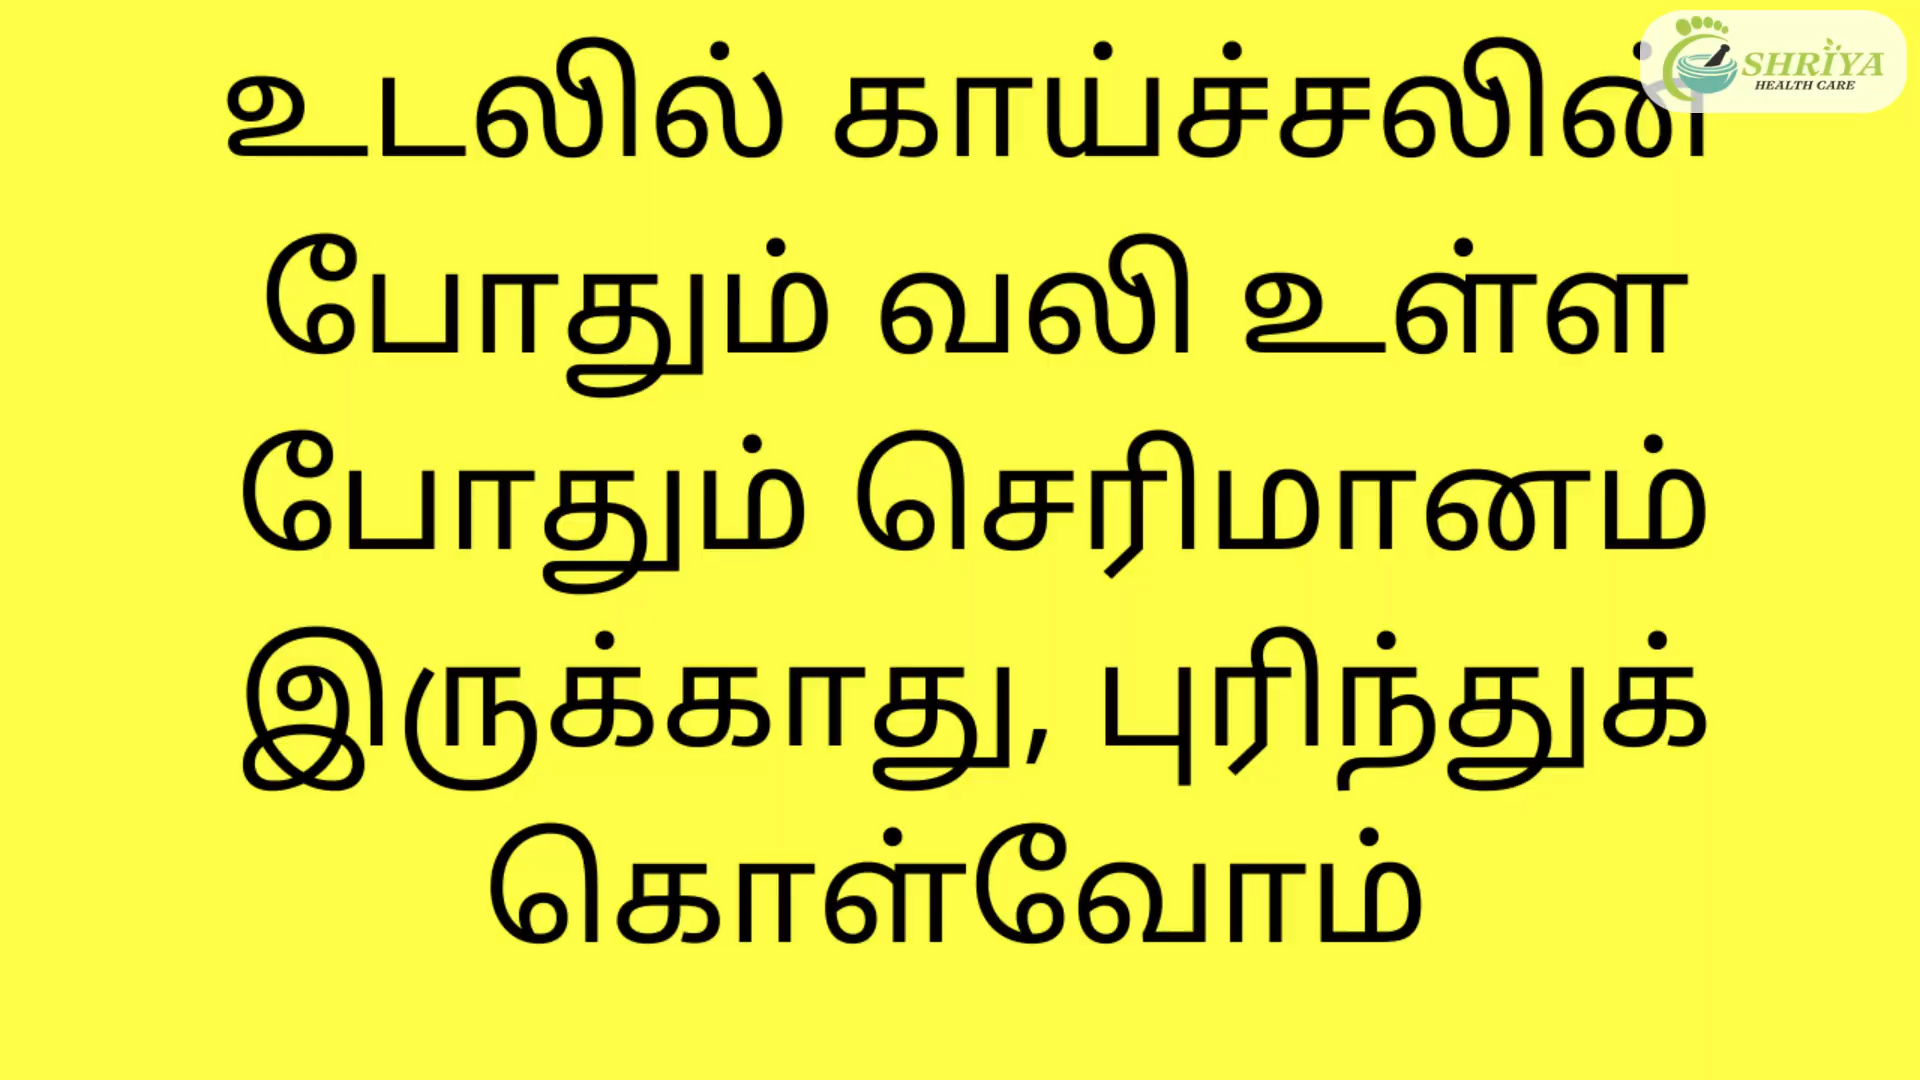 உடலில் காய்ச்சலின்
போதும் வலி உள்ள
போதும் செரிமானம்
இருக்காது, புரிந்துக்
கொள்வோம்
SHRIYA
HEALTH CARE